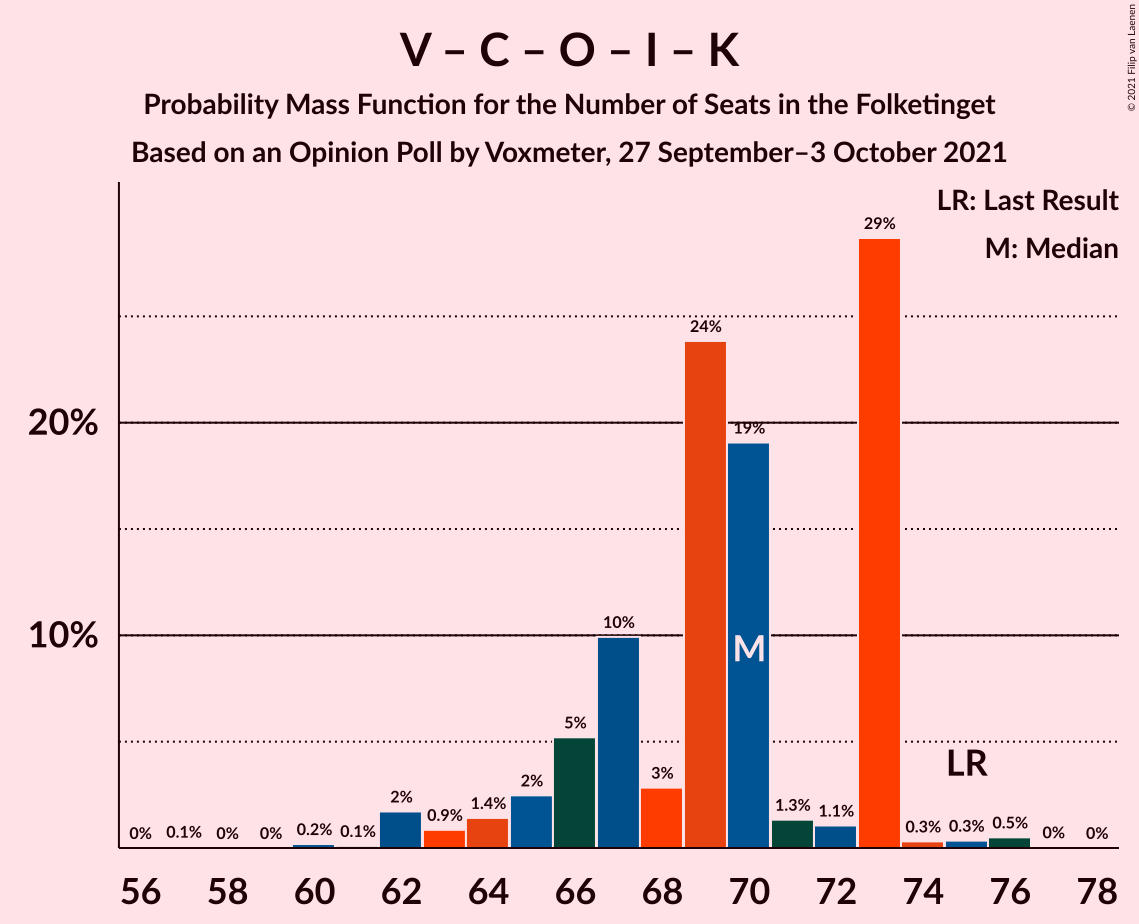 V – C – O – I – K
Probability Mass Function for the Number of Seats in the Folketinget
Based on an Opinion Poll by Voxmeter, 27 September–3 October 2021
© 2021 Filip van Laenen
LR: Last Result
M: Median
29%
24%
20%
19%
10%
10%
M
5%
LR
3%
2%
2%
1.4%
1.3%
1.1%
0.9%
0% 0.1% 0% 0% 0.2% 0.1% 0.3% 0.3% 0.5% 0% 0%
56 58 60 62 64 66 68 70 72 74 76 78